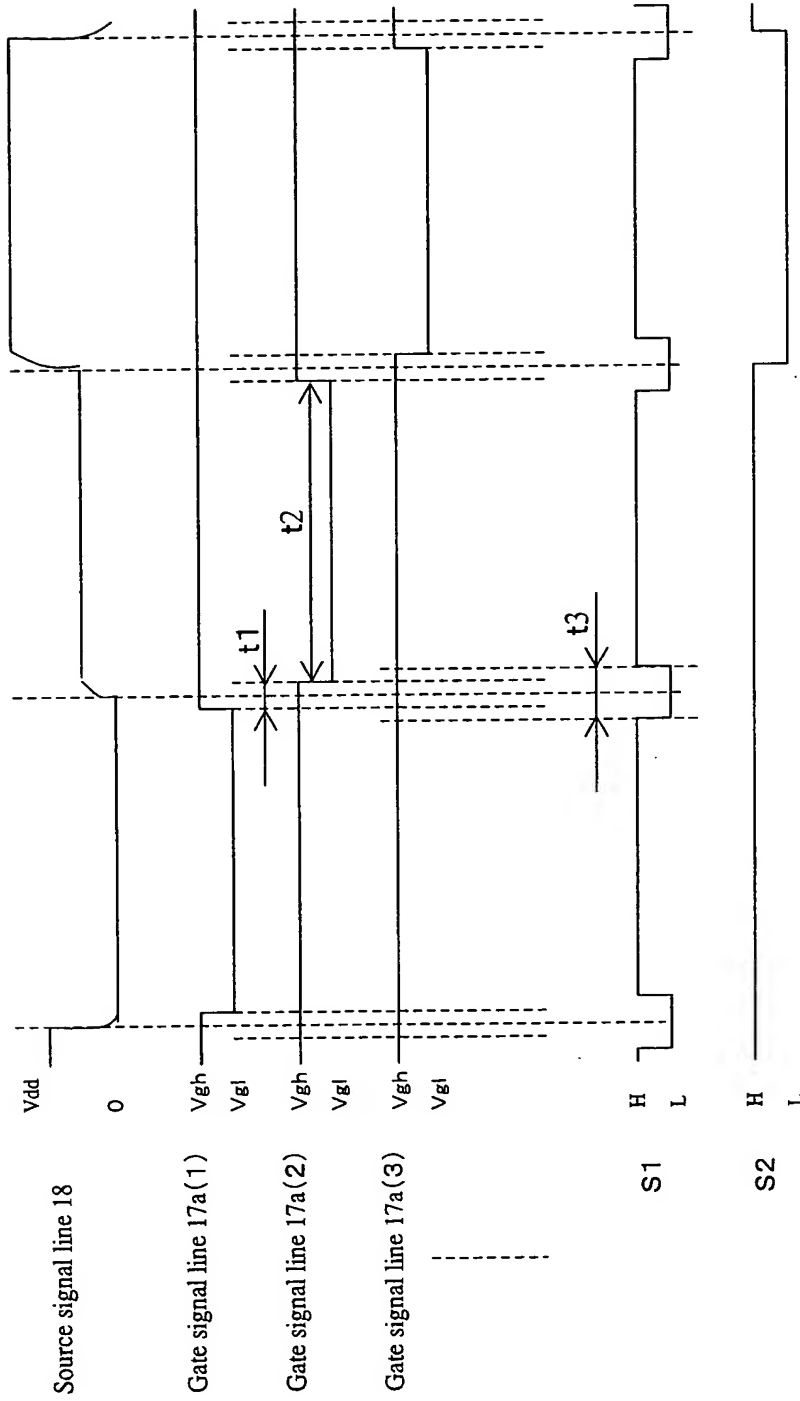 Source signal line 18
Vdd
0
Gate signal line 17a(1)
Vgh
Vgl
Gate signal line 17a(2)
Vgh
Vgl
Gate signal line 17a(3)
Vgh
Vgl
t1
t2
t3
S1
H
L
S2
H
L